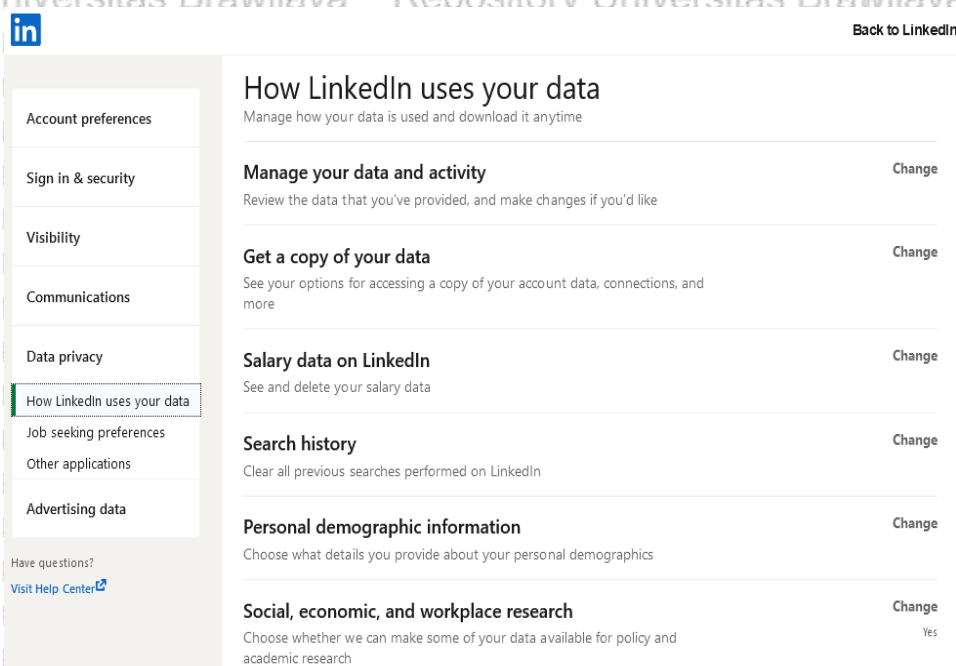 niversitas Brawijaya Repository Universitas Brawijaya
in
Back to LinkedIn
Account preferences
Sign in & security
Visibility
Communications
Data privacy
How LinkedIn uses your data
Job seeking preferences
Other applications
Advertising data
Have questions?
Visit Help Center
How LinkedIn uses your data
Manage how your data is used and download it anytime
Manage your data and activity
Change
Review the data that you've provided, and make changes if you'd like
Get a copy of your data
Change
See your options for accessing a copy of your account data, connections, and
more
Salary data on LinkedIn
Change
See and delete your salary data
Search history
Change
Clear all previous searches performed on LinkedIn
Personal demographic information
Change
Choose what details you provide about your personal demographics
Social, economic, and workplace research
Change
Yes
Choose whether we can make some of your data available for policy and
academic research